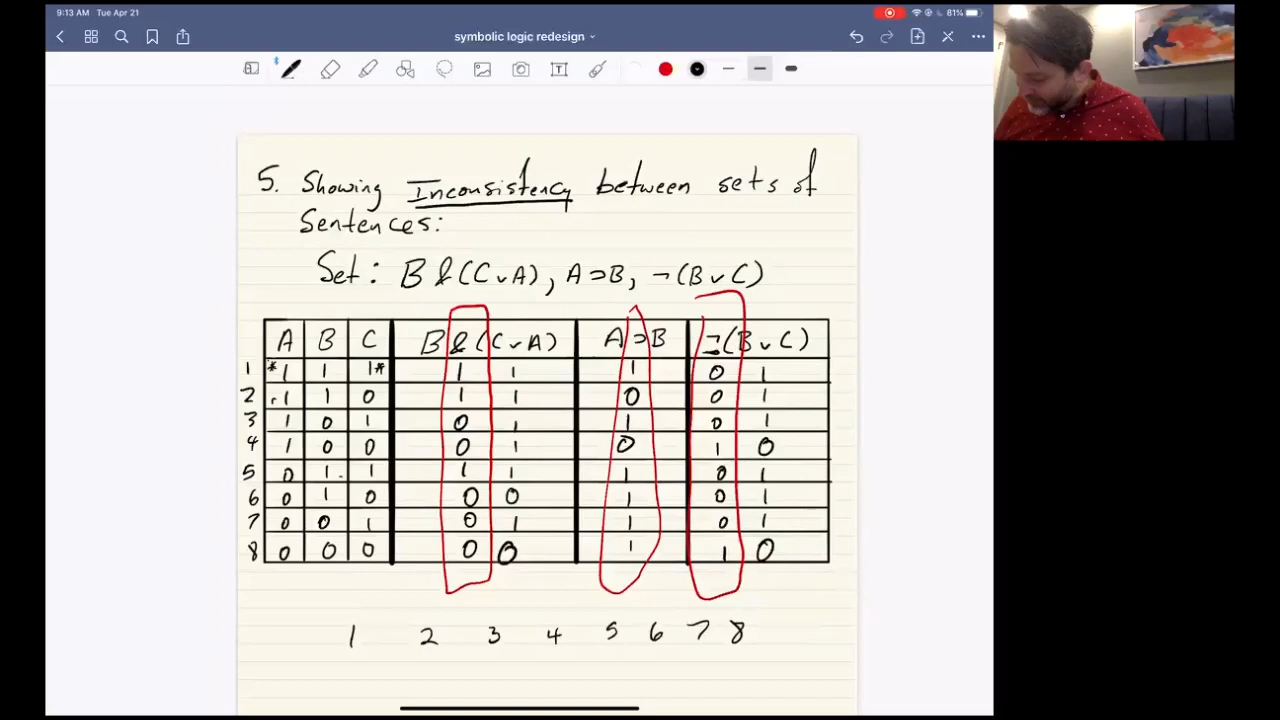 9:13 AM Tue Apr 21
61%
symbolic logic redesign
5. Showing Inconsistency between sets of
Sentences:
Set: B & (C ∨ A), A ⊃ B, ¬(B ∨ C)
A B C B & (C ∨ A) A ⊃ B ¬(B ∨ C)
1 *1 1 1* 1 1 1 0 1
2 1 1 0 1 1 0 0 1
3 1 0 1 0 1 1 0 1
4 1 0 0 0 1 0 1 0
5 0 1 1 1 1 1 0 1
6 0 1 0 0 0 1 0 1
7 0 0 1 0 1 1 0 1
8 0 0 0 0 0 1 1 0
1 2 3 4 5 6 7 8